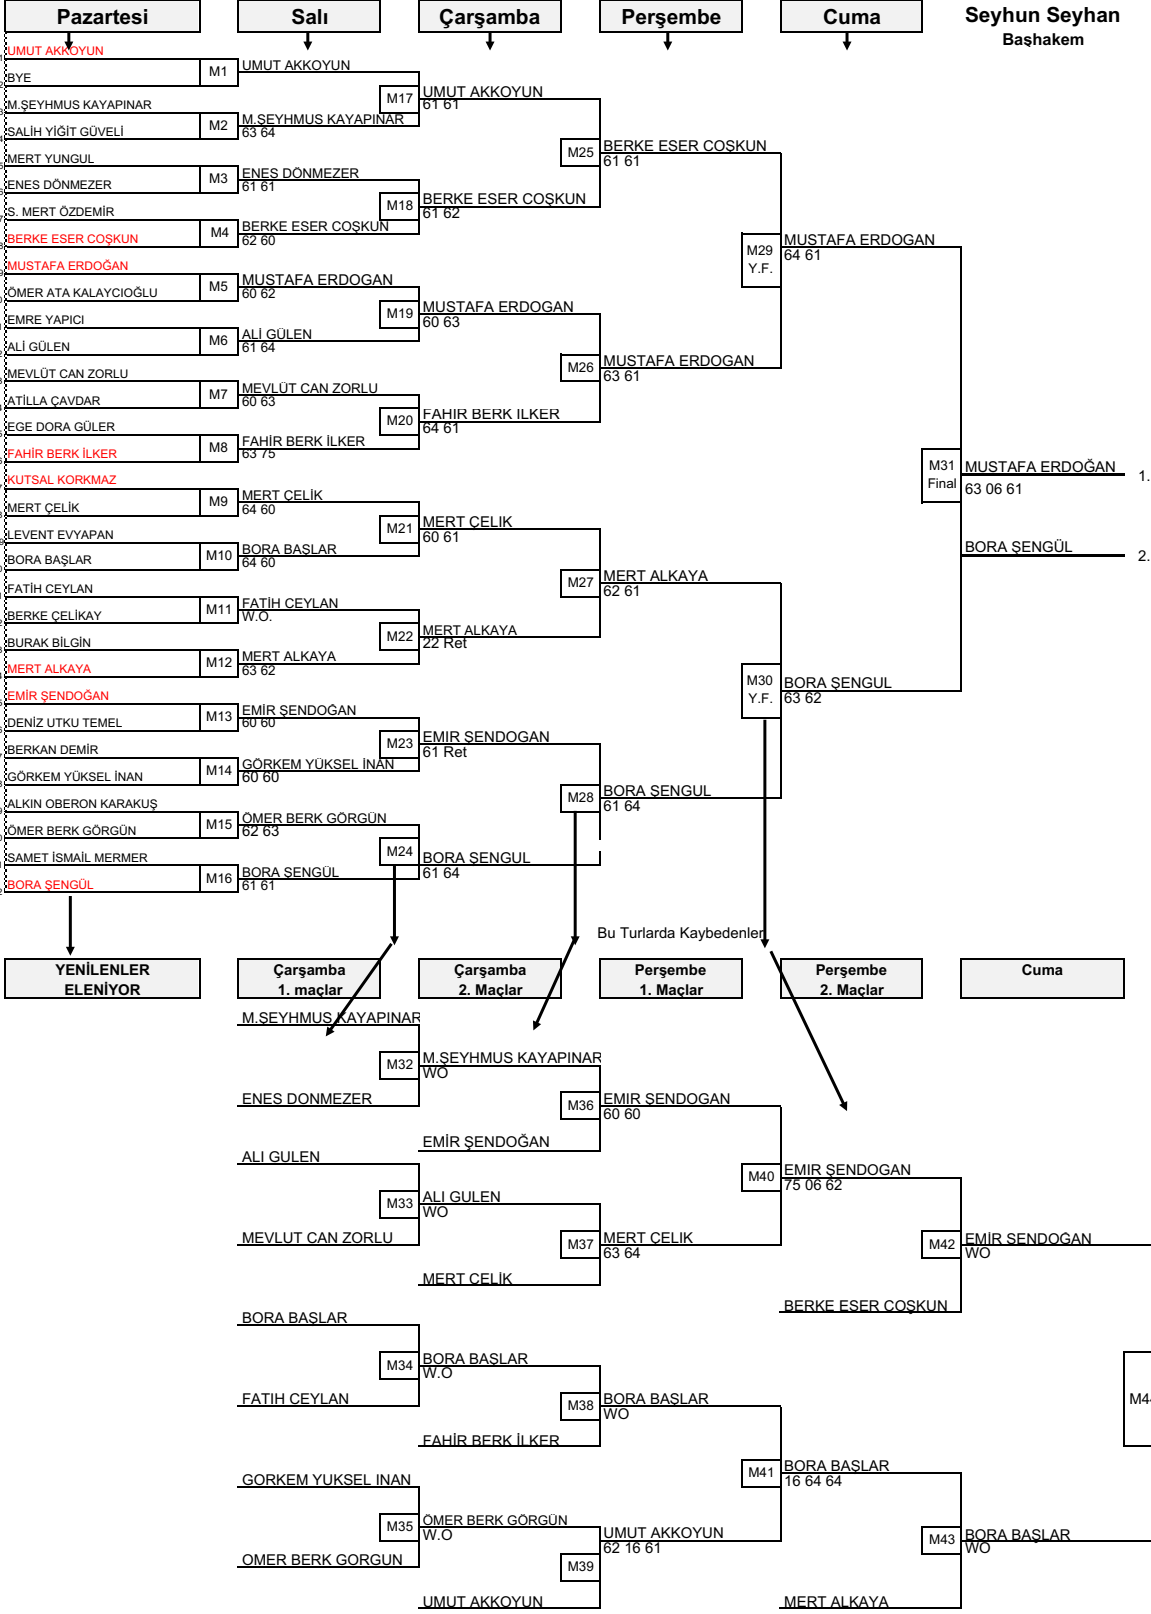 Pazartesi
Salı
Çarşamba
Perşembe
Cuma
Seyhun Seyhan
Başhakem
UMUT AKKOYUN
BYE
M.ŞEYHMUS KAYAPINAR
SALİH YİĞİT GÜVELİ
MERT YUNGUL
ENES DÖNMEZER
S. MERT ÖZDEMİR
BERKE ESER COŞKUN
MUSTAFA ERDOĞAN
ÖMER ATA KALAYCIOĞLU
EMRE YAPICI
ALİ GÜLEN
MEVLÜT CAN ZORLU
ATİLLA ÇAVDAR
EGE DORA GÜLER
FAHİR BERK İLKER
KUTSAL KORKMAZ
MERT ÇELİK
LEVENT EVYAPAN
BORA BAŞLAR
FATİH CEYLAN
BERKE ÇELİKAY
BURAK BİLGİN
MERT ALKAYA
EMİR ŞENDOĞAN
DENİZ UTKU TEMEL
BERKAN DEMİR
GÖRKEM YÜKSEL İNAN
ALKIN OBERON KARAKUŞ
ÖMER BERK GÖRGÜN
SAMET İSMAİL MERMER
BORA ŞENGÜL
M1
UMUT AKKOYUN
M2
M.ŞEYHMUS KAYAPINAR
63 64
M3
ENES DÖNMEZER
61 61
M4
BERKE ESER COŞKUN
62 60
M5
MUSTAFA ERDOGAN
60 62
M6
ALİ GÜLEN
61 64
M7
MEVLÜT CAN ZORLU
60 63
M8
FAHİR BERK İLKER
63 75
M9
MERT ÇELİK
64 60
M10
BORA BAŞLAR
64 60
M11
FATİH CEYLAN
W.O.
M12
MERT ALKAYA
63 62
M13
EMİR ŞENDOĞAN
60 60
M14
GÖRKEM YÜKSEL İNAN
60 60
M15
ÖMER BERK GÖRGÜN
62 63
M16
BORA ŞENGÜL
61 61
M17
UMUT AKKOYUN
61 61
M18
BERKE ESER COŞKUN
61 62
M19
MUSTAFA ERDOGAN
60 63
M20
FAHIR BERK ILKER
64 61
M21
MERT ÇELIK
60 61
M22
MERT ALKAYA
22 Ret
M23
EMIR ŞENDOGAN
61 Ret
M24
BORA ŞENGUL
61 64
M25
BERKE ESER COŞKUN
61 61
M26
MUSTAFA ERDOGAN
63 61
M27
MERT ALKAYA
62 61
M28
BORA ŞENGUL
61 64
M29
Y.F.
MUSTAFA ERDOGAN
64 61
M30
Y.F.
BORA ŞENGUL
63 62
M31
Final
MUSTAFA ERDOĞAN
1.
63 06 61
BORA ŞENGÜL
2.
Bu Turlarda Kaybedenler
YENİLENLER
ELENİYOR
Çarşamba
1. maçlar
Çarşamba
2. Maçlar
Perşembe
1. Maçlar
Perşembe
2. Maçlar
Cuma
M.ŞEYHMUS KAYAPINAR
M32
M.ŞEYHMUS KAYAPINAR
WO
ENES DONMEZER
M36
EMIR ŞENDOGAN
60 60
EMİR ŞENDOĞAN
ALI GULEN
M40
EMIR ŞENDOGAN
75 06 62
M33
ALI GULEN
WO
MEVLUT CAN ZORLU
M37
MERT ÇELIK
63 64
M42
EMİR SENDOĞAN
WO
MERT CELİK
BERKE ESER COŞKUN
BORA BAŞLAR
M34
BORA BAŞLAR
W.O
FATIH CEYLAN
M38
BORA BAŞLAR
WO
FAHİR BERK İLKER
M41
BORA BAŞLAR
16 64 64
GORKEM YUKSEL INAN
M35
ÖMER BERK GÖRGÜN
W.O
UMUT AKKOYUN
62 16 61
M43
BORA BAŞLAR
WO
OMER BERK GORGUN
M39
UMUT AKKOYUN
MERT ALKAYA